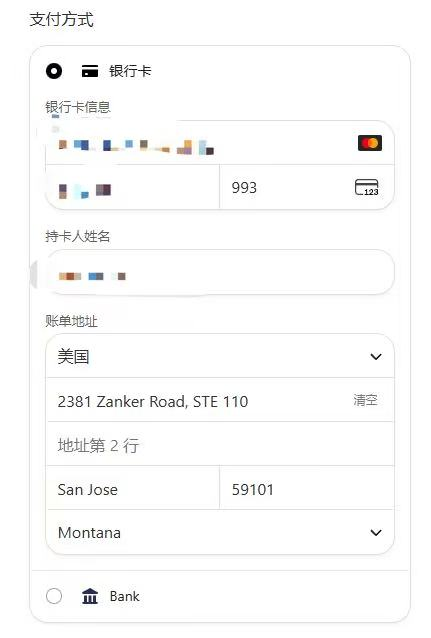 支付方式
银行卡
银行卡信息
993
123
持卡人姓名
账单地址
美国
2381 Zanker Road, STE 110 清空
地址第 2 行
San Jose 59101
Montana
Bank